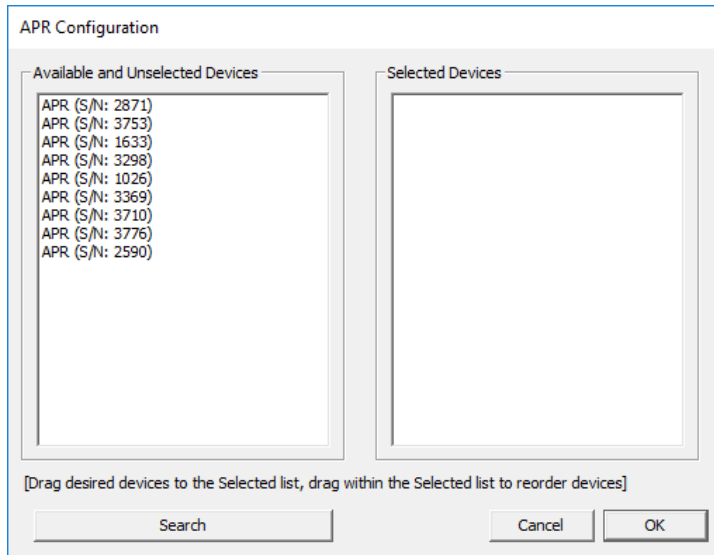 APR Configuration
Available and Unselected Devices
APR (S/N: 2871)
APR (S/N: 3753)
APR (S/N: 1633)
APR (S/N: 3298)
APR (S/N: 1026)
APR (S/N: 3369)
APR (S/N: 3710)
APR (S/N: 3776)
APR (S/N: 2590)
Selected Devices
[Drag desired devices to the Selected list, drag within the Selected list to reorder devices]
Search
Cancel
OK